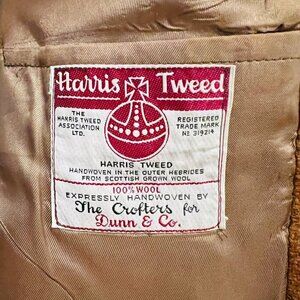 Harris Tweed
THE
HARRIS TWEED
ASSOCIATION
LTD.
REGISTERED
TRADE MARK
No 319214
HARRIS TWEED
HANDWOVEN IN THE OUTER HEBRIDES
FROM SCOTTISH GROWN WOOL
100% WOOL
EXPRESSLY HANDWOVEN BY
The Crofters for
Dunn & Co.